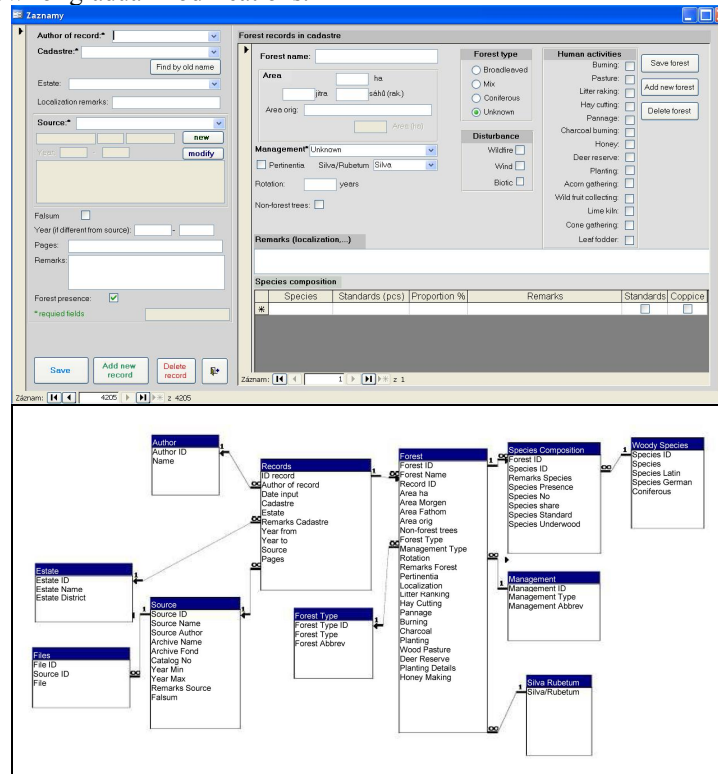 Zaznamy
Author of record:*
Cadastre:*
Find by old name
Estate:
Localization remarks:
Source:*
new
Year: -
modify
Falsum
Year (if different from source): -
Pages:
Remarks:
Forest presence:
* requied fields
Save
Add new record
Delete record
Záznam: 4205 z 4205
Forest records in cadastre
Forest name:
Area
ha
jitra sáhů (rak.)
Area orig:
Area (ha)
Management* Unknown
Pertinentia Silva/Rubetum Silva
Rotation: years
Non-forest trees:
Forest type
Broadleaved
Mix
Coniferous
Unknown
Disturbance
Wildfire
Wind
Biotic
Human activities
Burning:
Pasture:
Litter raking:
Hay cutting:
Pannage:
Charcoal burning:
Honey:
Deer reserve:
Planting:
Acorn gathering:
Wild fruit collecting:
Lime kiln:
Cone gathering:
Leaf fodder:
Save forest
Add new forest
Delete forest
Remarks (localization,...)
Species composition
Species Standards (pcs) Proportion % Remarks Standards Coppice
Záznam: 1 z 1
Author
Author ID
Name
Records
ID record
Author of record
Date input
Cadastre
Estate
Remarks Cadastre
Year from
Year to
Source
Pages
Forest
Forest ID
Forest Name
Record ID
Area ha
Area Morgen
Area Fathom
Area orig
Non-forest trees
Forest Type
Management Type
Rotation
Remarks Forest
Pertinentia
Localization
Litter Ranking
Hay Cutting
Pannage
Burning
Charcoal
Planting
Wood Pasture
Deer Reserve
Planting Details
Honey Making
Species Composition
Forest ID
Species ID
Remarks Species
Species Presence
Species No
Species share
Species Standard
Species Underwood
Woody Species
Species ID
Species
Species Latin
Species German
Coniferous
Estate
Estate ID
Estate Name
Estate District
Source
Source ID
Source Name
Source Author
Archive Name
Archive Fond
Catalog No
Year Min
Year Max
Remarks Source
Falsum
Files
File ID
Source ID
File
Forest Type
Forest Type ID
Forest Type
Forest Abbrev
Management
Management ID
Management Type
Management Abbrev
Silva Rubetum
Silva/Rubetum